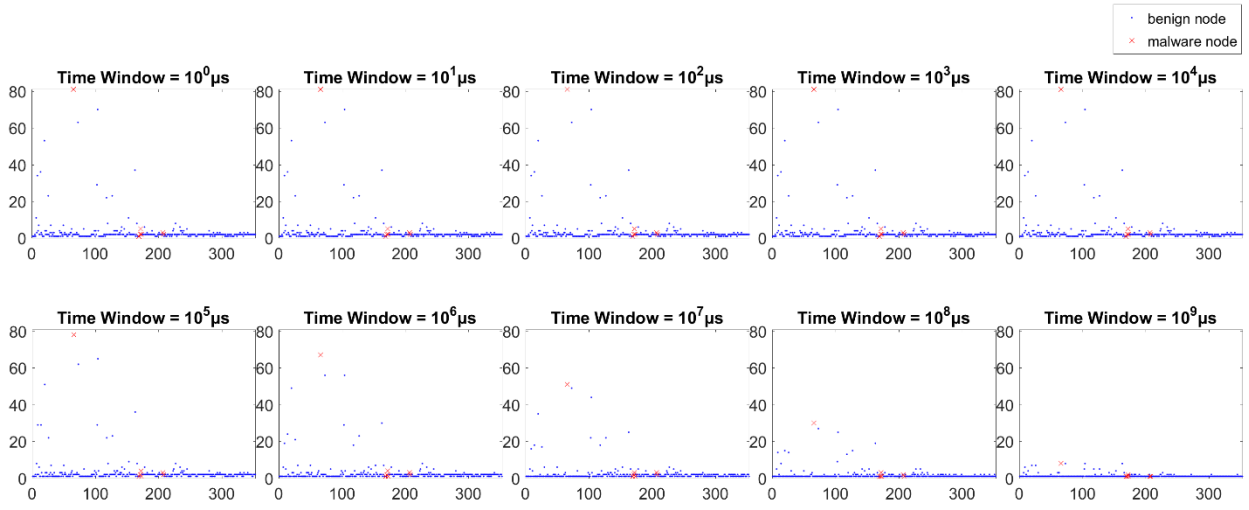 benign node
malware node
Time Window = 10⁰μs
Time Window = 10¹μs
Time Window = 10²μs
Time Window = 10³μs
Time Window = 10⁴μs
80
60
40
20
0
0 100 200 300
80
60
40
20
0
0 100 200 300
80
60
40
20
0
0 100 200 300
80
60
40
20
0
0 100 200 300
80
60
40
20
0
0 100 200 300
Time Window = 10⁵μs
Time Window = 10⁶μs
Time Window = 10⁷μs
Time Window = 10⁸μs
Time Window = 10⁹μs
80
60
40
20
0
0 100 200 300
80
60
40
20
0
0 100 200 300
80
60
40
20
0
0 100 200 300
80
60
40
20
0
0 100 200 300
80
60
40
20
0
0 100 200 300